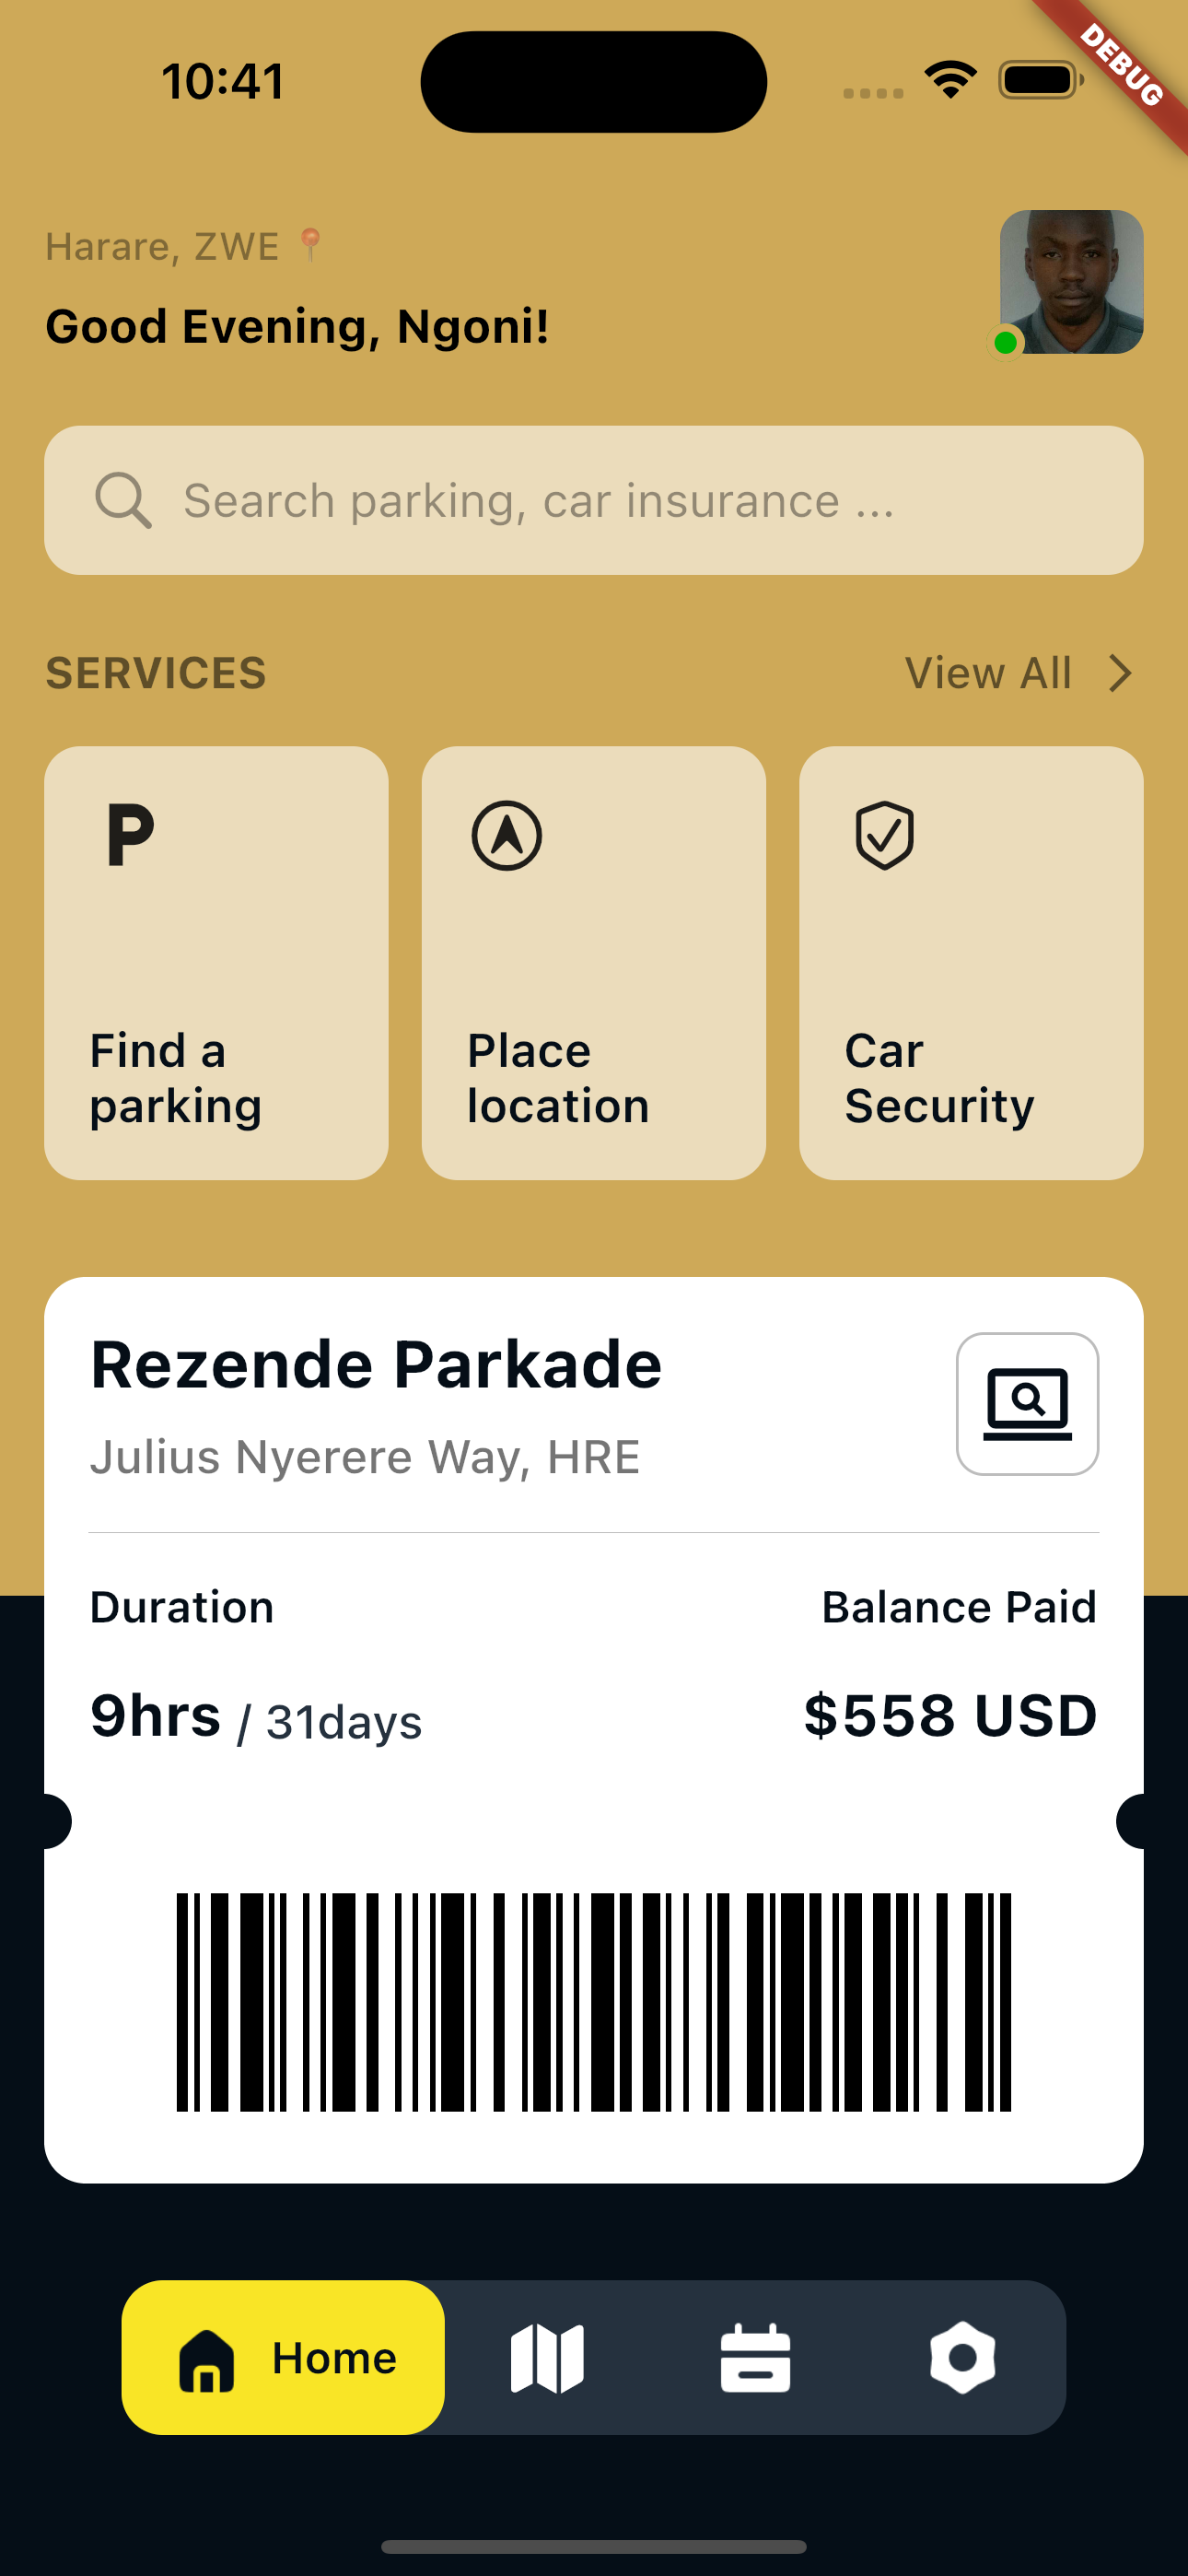 10:41
DEBUG
Harare, ZWE 📍
Good Evening, Ngoni!
Search parking, car insurance ...
SERVICES
View All
P
Find a
parking
Place
location
Car
Security
Rezende Parkade
Julius Nyerere Way, HRE
Duration
Balance Paid
9hrs / 31days
$558 USD
Home